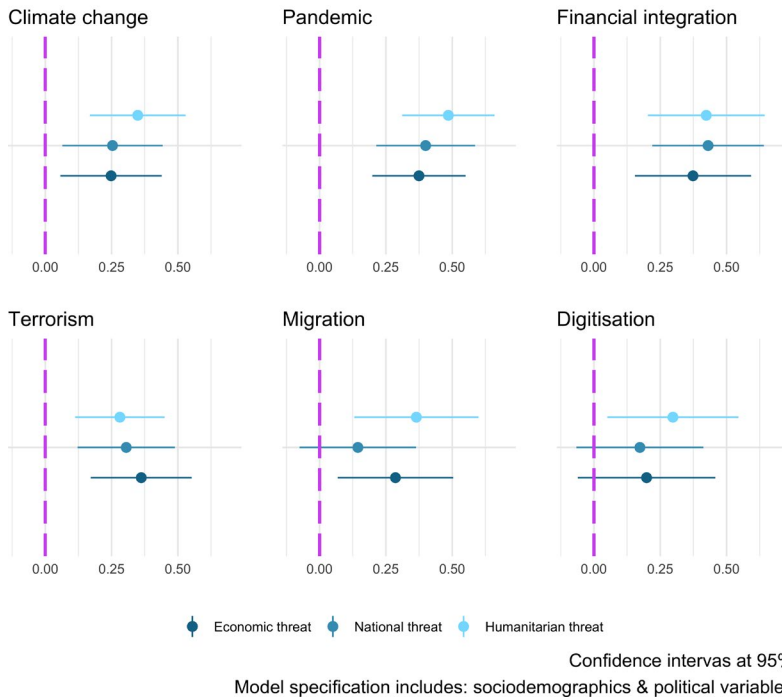 Climate change Pandemic Financial integration
0.00 0.25 0.50 0.00 0.25 0.50 0.00 0.25 0.50
Terrorism Migration Digitisation
0.00 0.25 0.50 0.00 0.25 0.50 0.00 0.25 0.50
Economic threat National threat Humanitarian threat
Confidence intervas at 95%
Model specification includes: sociodemographics & political variable